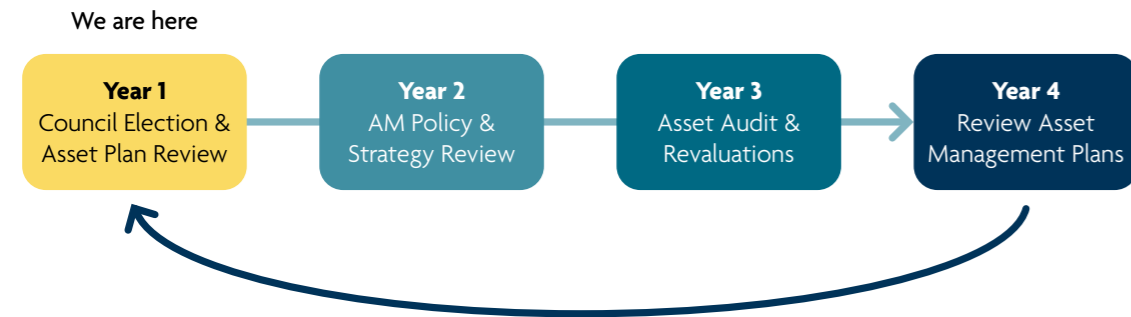 We are here
Year 1
Council Election &
Asset Plan Review
Year 2
AM Policy &
Strategy Review
Year 3
Asset Audit &
Revaluations
Year 4
Review Asset
Management Plans